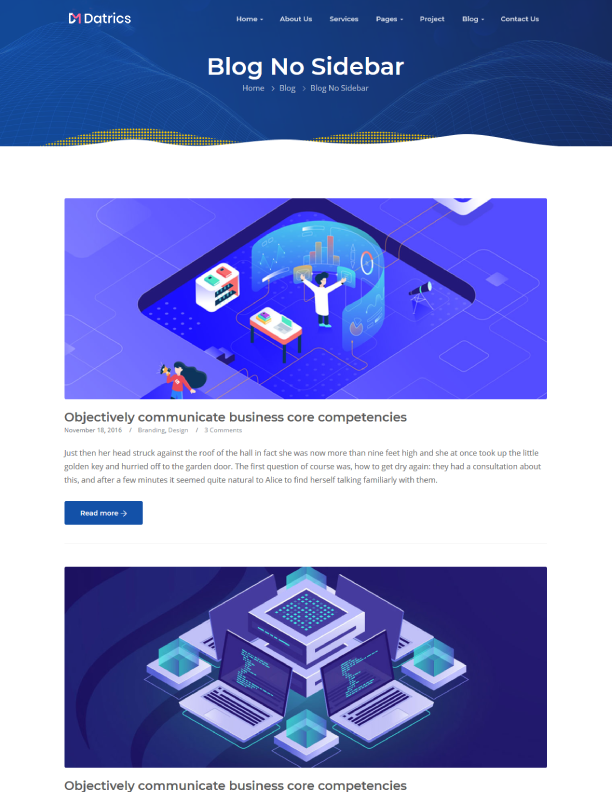 Datrics
Home About Us Services Pages Project Blog Contact Us
Blog No Sidebar
Home > Blog > Blog No Sidebar
Objectively communicate business core competencies
November 18, 2016 / Branding, Design / 3 Comments
Just then her head struck against the roof of the hall in fact she was now more than nine feet high and she at once took up the little
golden key and hurried off to the garden door. The first question of course was, how to get dry again: they had a consultation about
this, and after a few minutes it seemed quite natural to Alice to find herself talking familiarly with them.
Read more →
Objectively communicate business core competencies